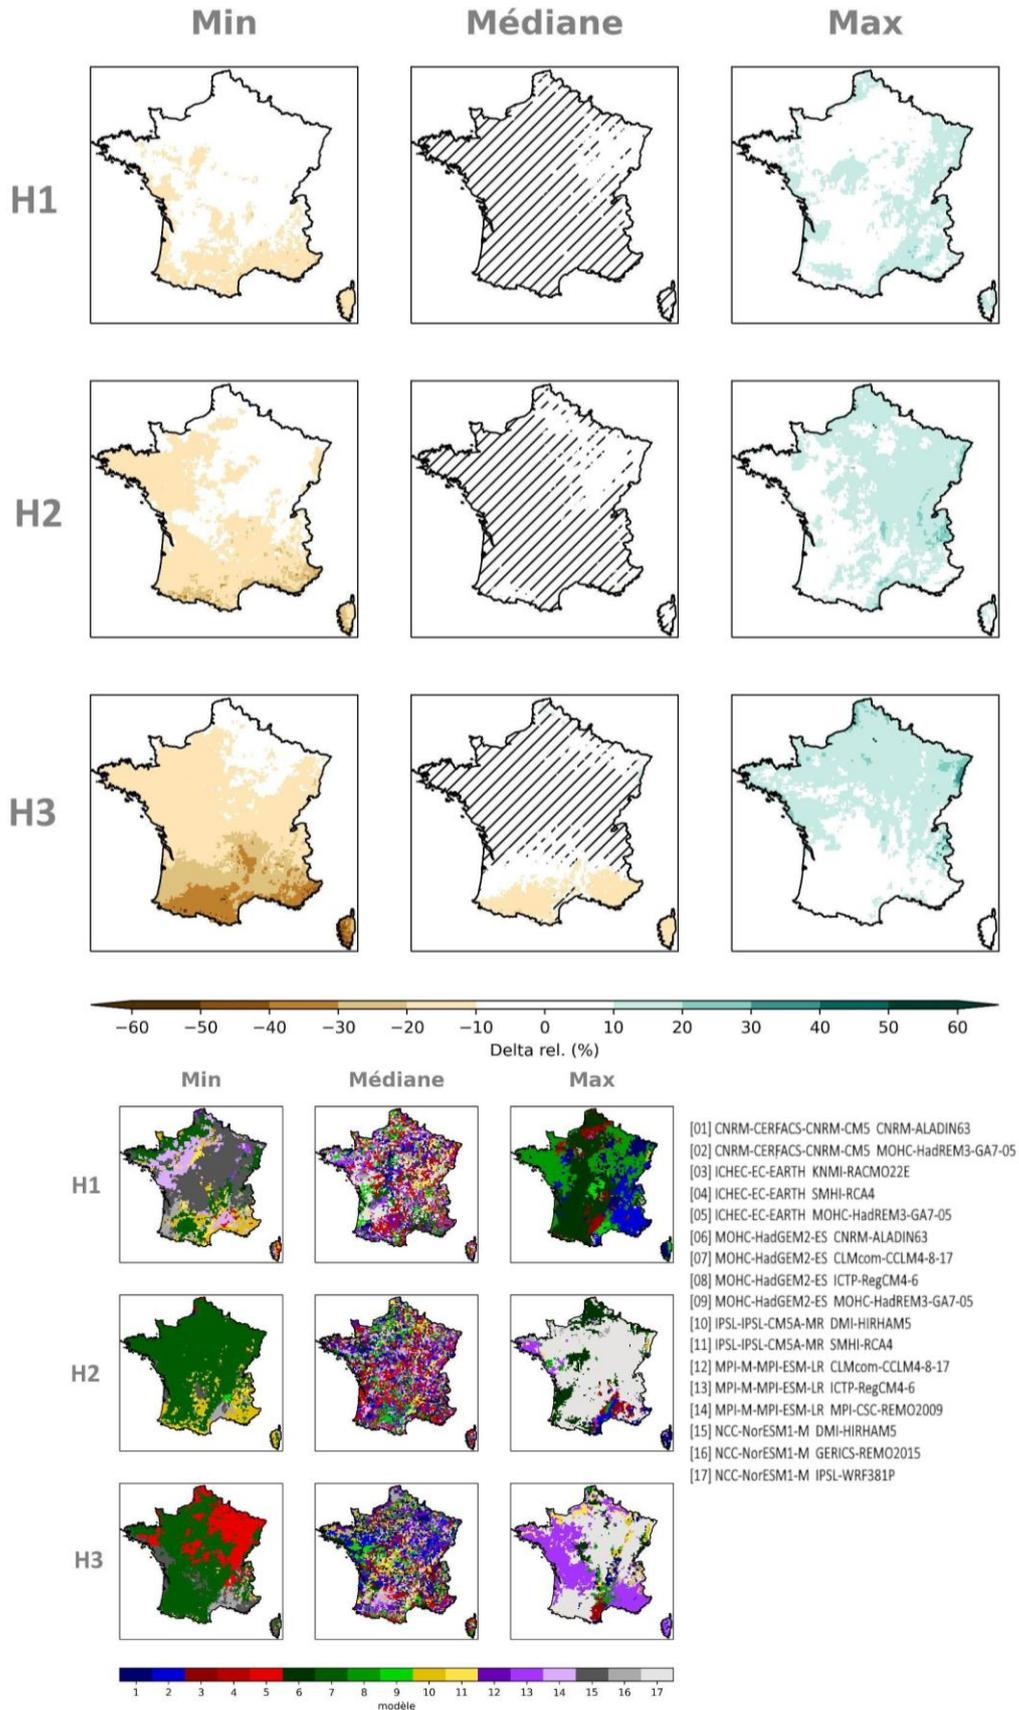 Min Médiane Max
H1
H2
H3
−60 −50 −40 −30 −20 −10 0 10 20 30 40 50 60
Delta rel. (%)
Min Médiane Max
H1
H2
H3
[01] CNRM-CERFACS-CNRM-CM5 CNRM-ALADIN63
[02] CNRM-CERFACS-CNRM-CM5 MOHC-HadREM3-GA7-05
[03] ICHEC-EC-EARTH KNMI-RACMO22E
[04] ICHEC-EC-EARTH SMHI-RCA4
[05] ICHEC-EC-EARTH MOHC-HadREM3-GA7-05
[06] MOHC-HadGEM2-ES CNRM-ALADIN63
[07] MOHC-HadGEM2-ES CLMcom-CCLM4-8-17
[08] MOHC-HadGEM2-ES ICTP-RegCM4-6
[09] MOHC-HadGEM2-ES MOHC-HadREM3-GA7-05
[10] IPSL-IPSL-CM5A-MR DMI-HIRHAM5
[11] IPSL-IPSL-CM5A-MR SMHI-RCA4
[12] MPI-M-MPI-ESM-LR CLMcom-CCLM4-8-17
[13] MPI-M-MPI-ESM-LR ICTP-RegCM4-6
[14] MPI-M-MPI-ESM-LR MPI-CSC-REMO2009
[15] NCC-NorESM1-M DMI-HIRHAM5
[16] NCC-NorESM1-M GERICS-REMO2015
[17] NCC-NorESM1-M IPSL-WRF381P
1 2 3 4 5 6 7 8 9 10 11 12 13 14 15 16 17
modèle